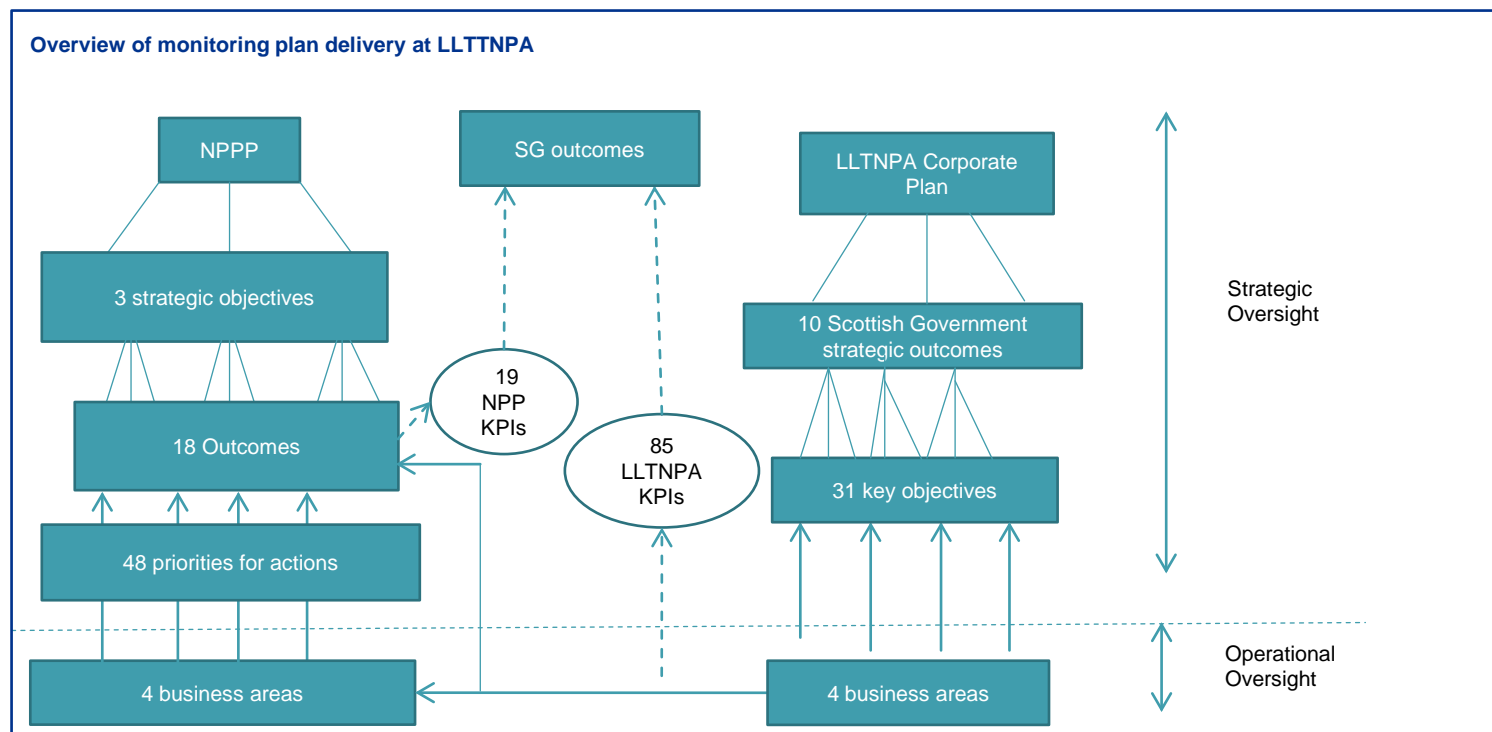 Overview of monitoring plan delivery at LLTTNPA
NPPP
SG outcomes
LLTNPA Corporate
Plan
3 strategic objectives
10 Scottish Government
strategic outcomes
Strategic
Oversight
19
NPP
KPIs
18 Outcomes
85
LLTNPA
KPIs
31 key objectives
48 priorities for actions
4 business areas
4 business areas
Operational
Oversight